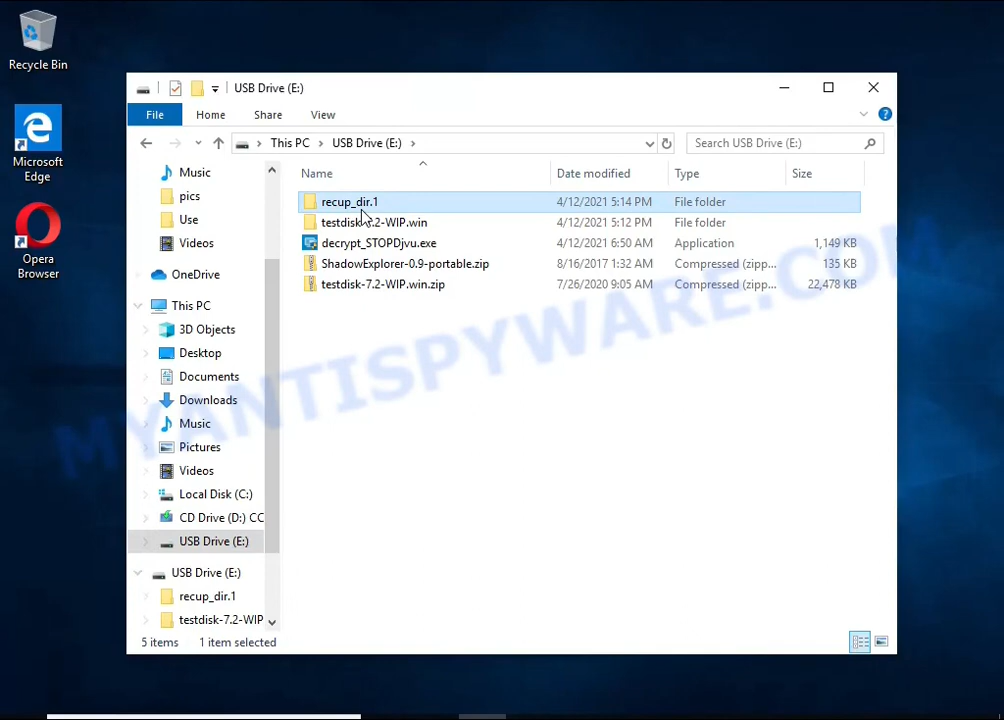 Recycle Bin
Microsoft
Edge
Opera
Browser
USB Drive (E:)
File Home Share View
This PC > USB Drive (E:) >
Search USB Drive (E:)
Name Date modified Type Size
recup_dir.1 4/12/2021 5:14 PM File folder
testdisk-7.2-WIP.win 4/12/2021 5:12 PM File folder
decrypt_STOPDjvu.exe 4/12/2021 6:50 AM Application 1,149 KB
ShadowExplorer-0.9-portable.zip 8/16/2017 1:32 AM Compressed (zipp... 135 KB
testdisk-7.2-WIP.win.zip 7/26/2020 9:05 AM Compressed (zipp... 22,478 KB
Music
pics
Use
Videos
OneDrive
This PC
3D Objects
Desktop
Documents
Downloads
Music
Pictures
Videos
Local Disk (C:)
CD Drive (D:) CC
USB Drive (E:)
USB Drive (E:)
recup_dir.1
testdisk-7.2-WIP
5 items 1 item selected
MYANTISPYWARE.COM